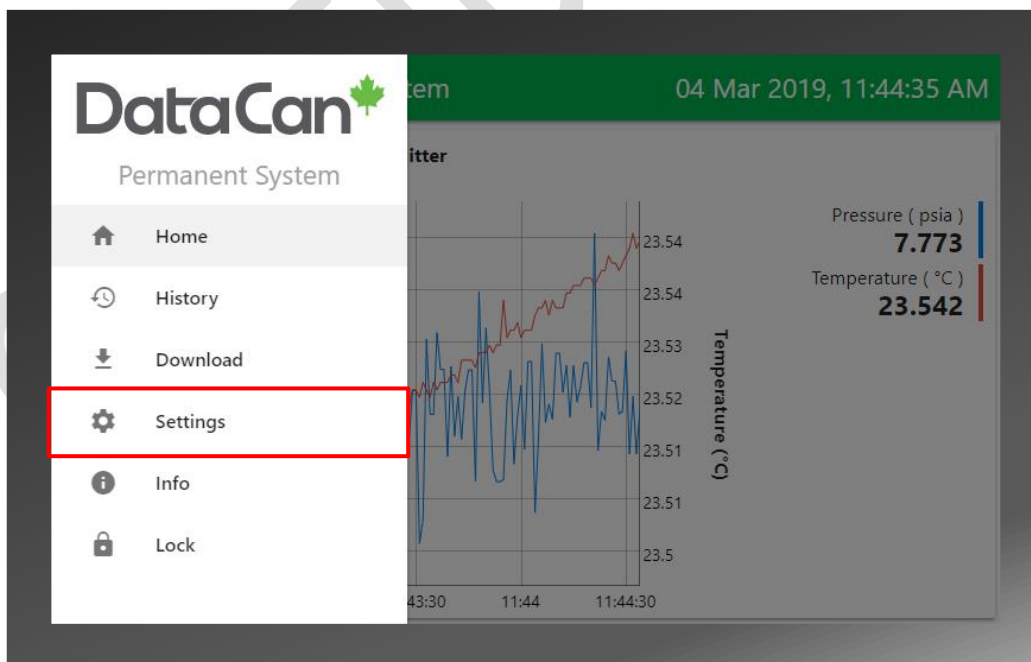 DataCan
Permanent System
Home
History
Download
Settings
Info
Lock
tem
04 Mar 2019, 11:44:35 AM
itter
23.54
23.54
23.53
23.52
23.51
23.51
23.5
Temperature (°C)
43:30 11:44 11:44:30
Pressure ( psia )
7.773
Temperature ( °C )
23.542